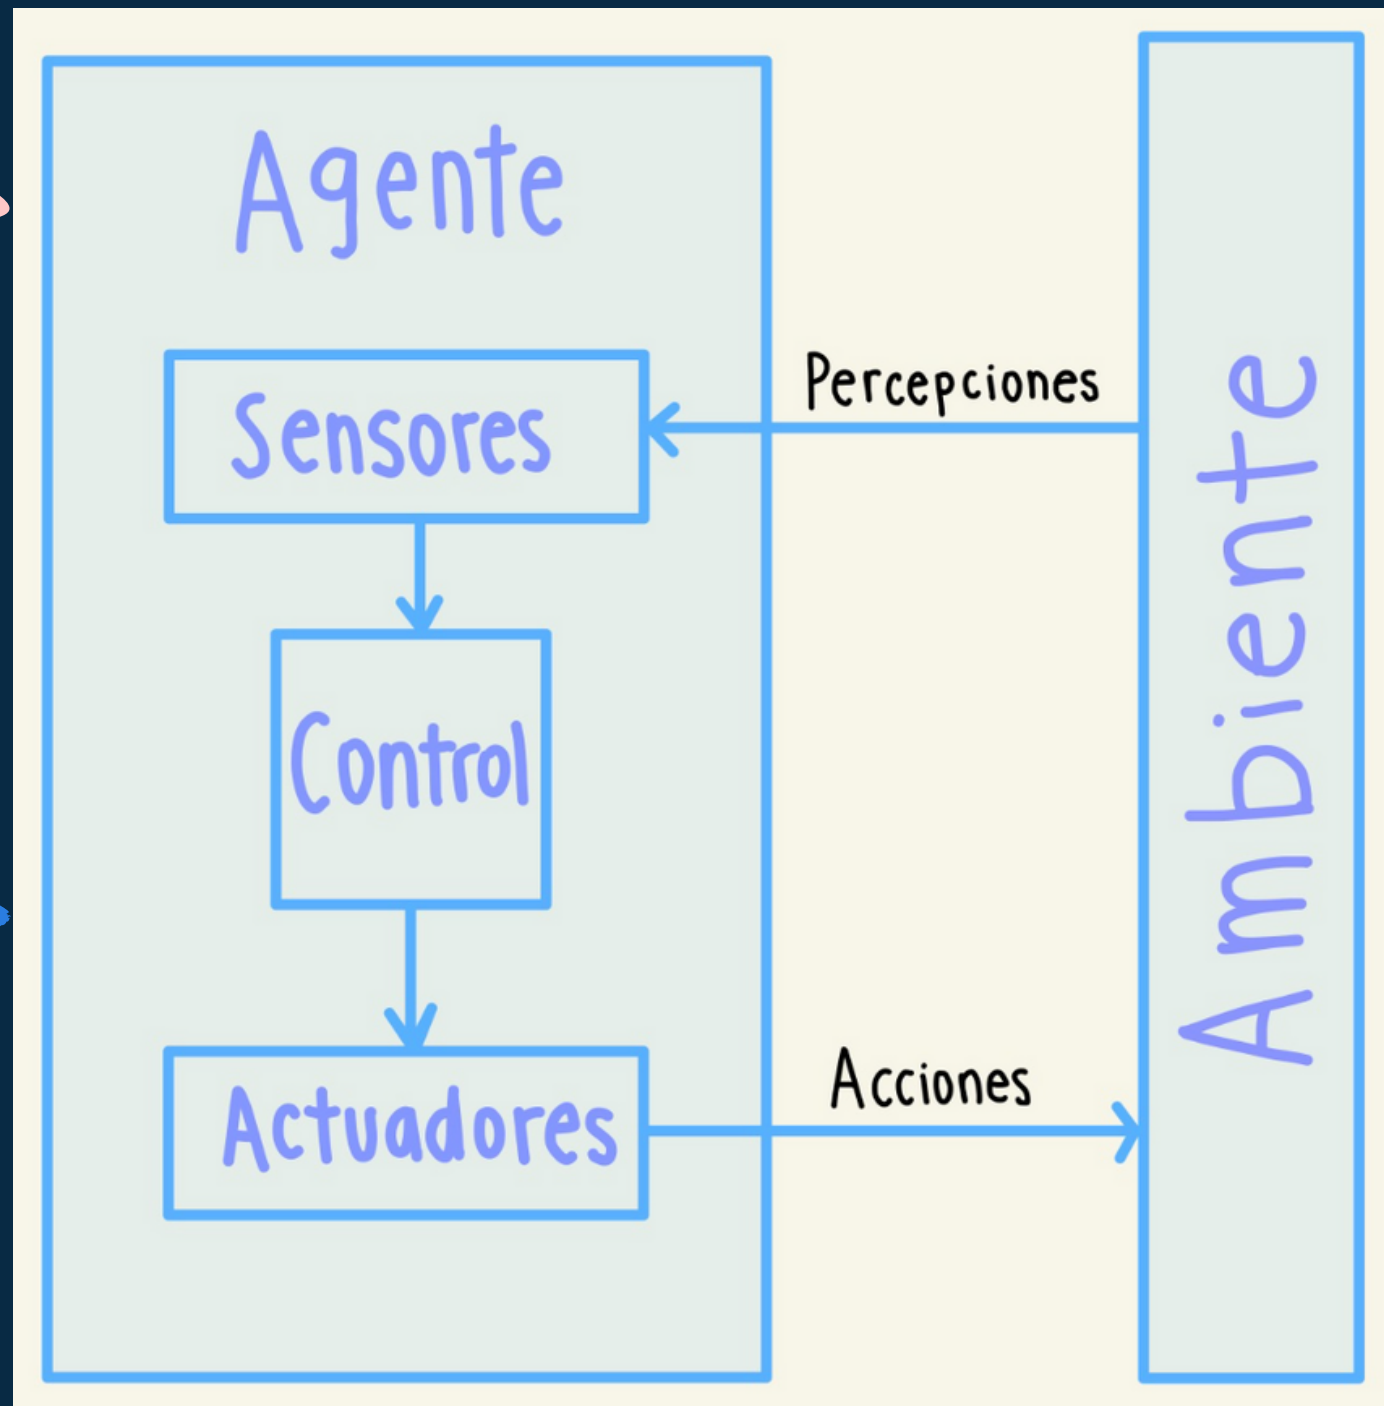 Agente
Sensores
Percepciones
Control
Actuadores
Acciones
Ambiente